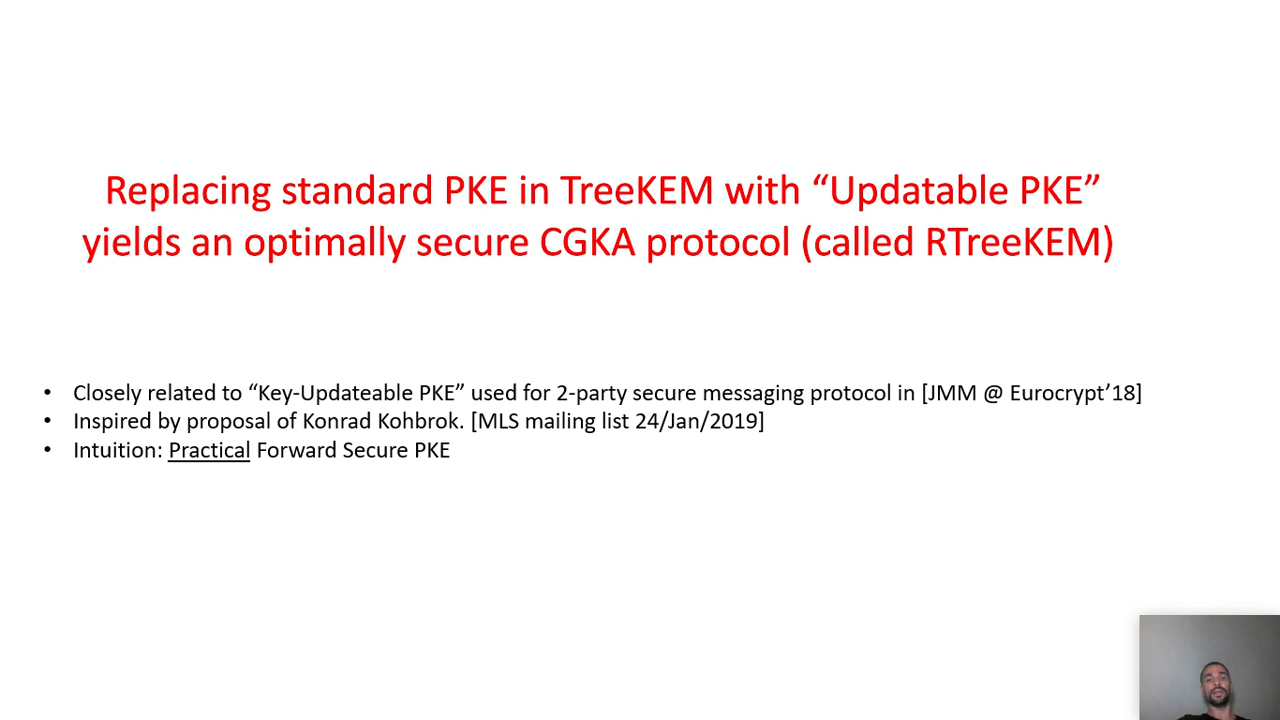 Replacing standard PKE in TreeKEM with “Updatable PKE”
yields an optimally secure CGKA protocol (called RTreeKEM)
• Closely related to “Key-Updateable PKE” used for 2-party secure messaging protocol in [JMM @ Eurocrypt’18]
• Inspired by proposal of Konrad Kohbrok. [MLS mailing list 24/Jan/2019]
• Intuition: Practical Forward Secure PKE